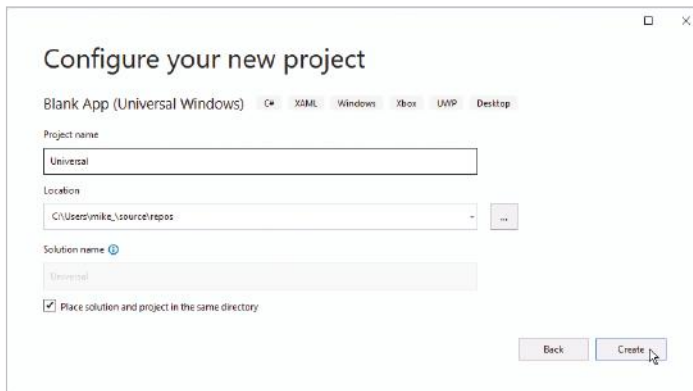 Configure your new project
Blank App (Universal Windows) C# XAML Windows Xbox UWP Desktop
Project name
Universal
Location
C:\Users\mike_\source\repos
...
Solution name
Universal
Place solution and project in the same directory
Back Create